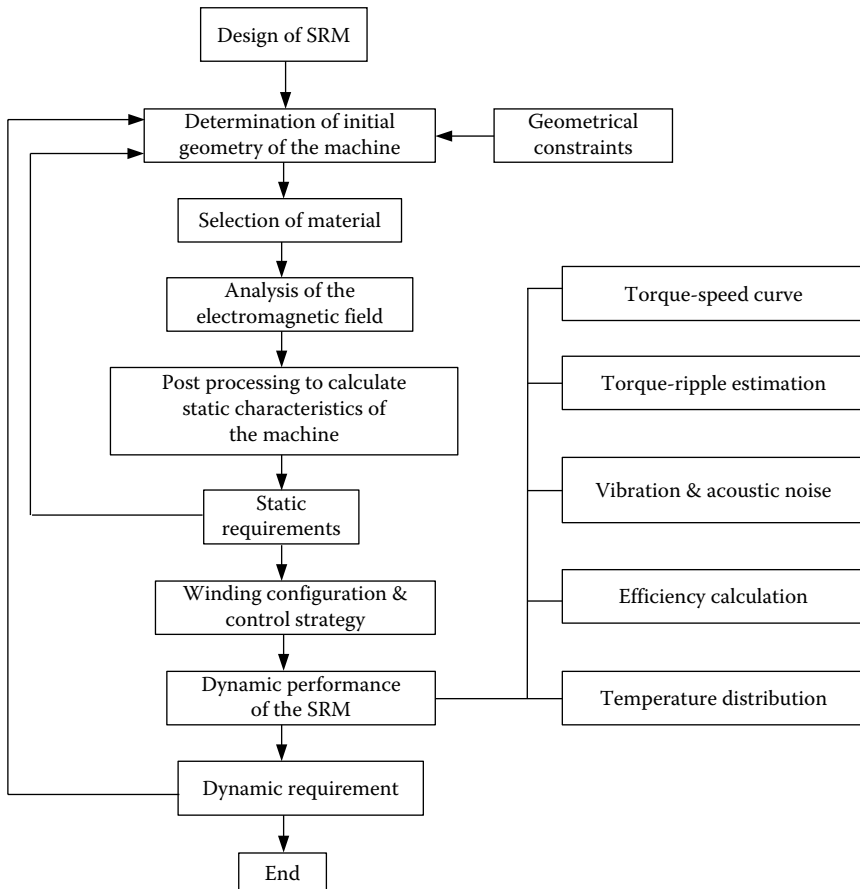 Design of SRM
Determination of initial
geometry of the machine
Geometrical
constraints
Selection of material
Analysis of the
electromagnetic field
Post processing to calculate
static characteristics of
the machine
Static
requirements
Winding configuration &
control strategy
Dynamic performance
of the SRM
Dynamic requirement
End
Torque-speed curve
Torque-ripple estimation
Vibration & acoustic noise
Efficiency calculation
Temperature distribution